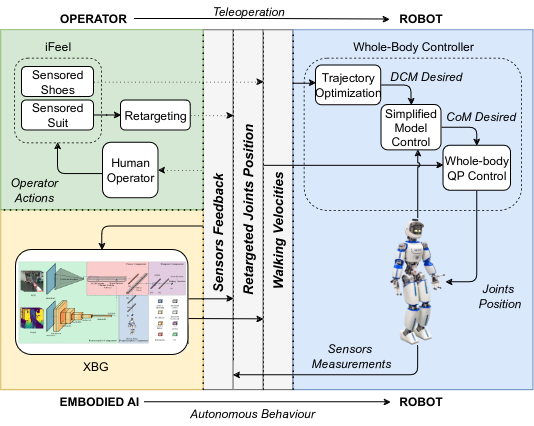 OPERATOR
Teleoperation
ROBOT
iFeel
Sensored
Shoes
Sensored
Suit
Retargeting
Human
Operator
Operator
Actions
Sensors Feedback
Retargeted Joints Position
Walking Velocities
Whole-Body Controller
Trajectory
Optimization
DCM Desired
Simplified
Model
Control
CoM Desired
Whole-body
QP Control
Joints
Position
Sensors
Measurements
XBG
EMBODIED AI
Autonomous Behaviour
ROBOT